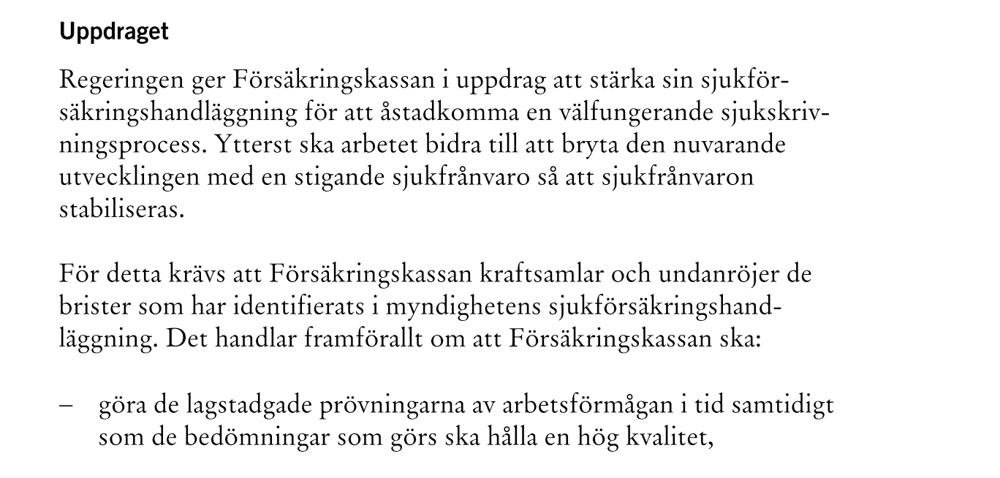 Uppdraget
Regeringen ger Försäkringskassan i uppdrag att stärka sin sjukför-
säkringshandläggning för att åstadkomma en välfungerande sjukskriv-
ningsprocess. Ytterst ska arbetet bidra till att bryta den nuvarande
utvecklingen med en stigande sjukfrånvaro så att sjukfrånvaron
stabiliseras.
För detta krävs att Försäkringskassan kraftsamlar och undanröjer de
brister som har identifierats i myndighetens sjukförsäkringshand-
läggning. Det handlar framförallt om att Försäkringskassan ska:
– göra de lagstadgade prövningarna av arbetsförmågan i tid samtidigt
som de bedömningar som görs ska hålla en hög kvalitet,